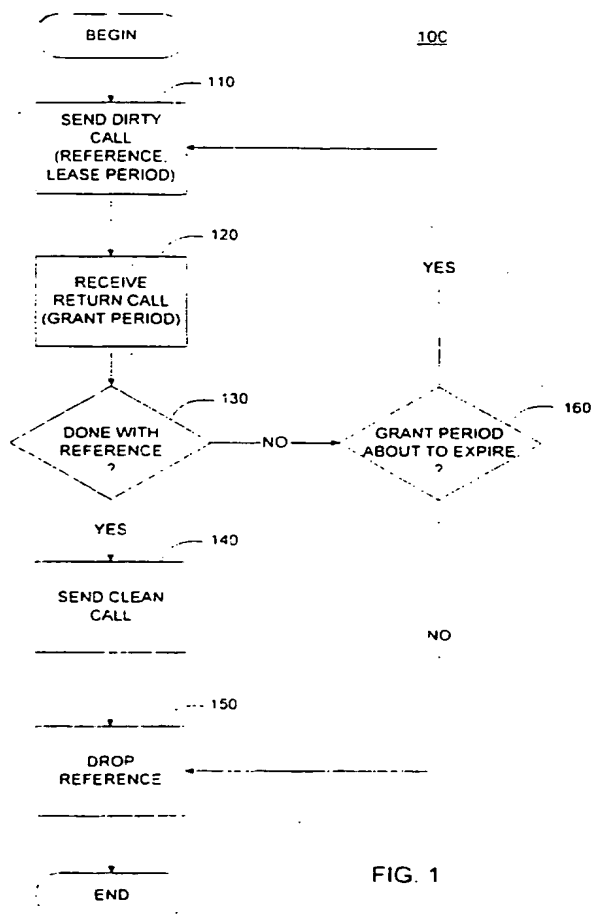 BEGIN
10C
110
SEND DIRTY
CALL
(REFERENCE,
LEASE PERIOD)
120
RECEIVE
RETURN CALL
(GRANT PERIOD)
YES
130
DONE WITH
REFERENCE
?
NO
160
GRANT PERIOD
ABOUT TO EXPIRE
?
YES
140
SEND CLEAN
CALL
NO
150
DROP
REFERENCE
END
FIG. 1